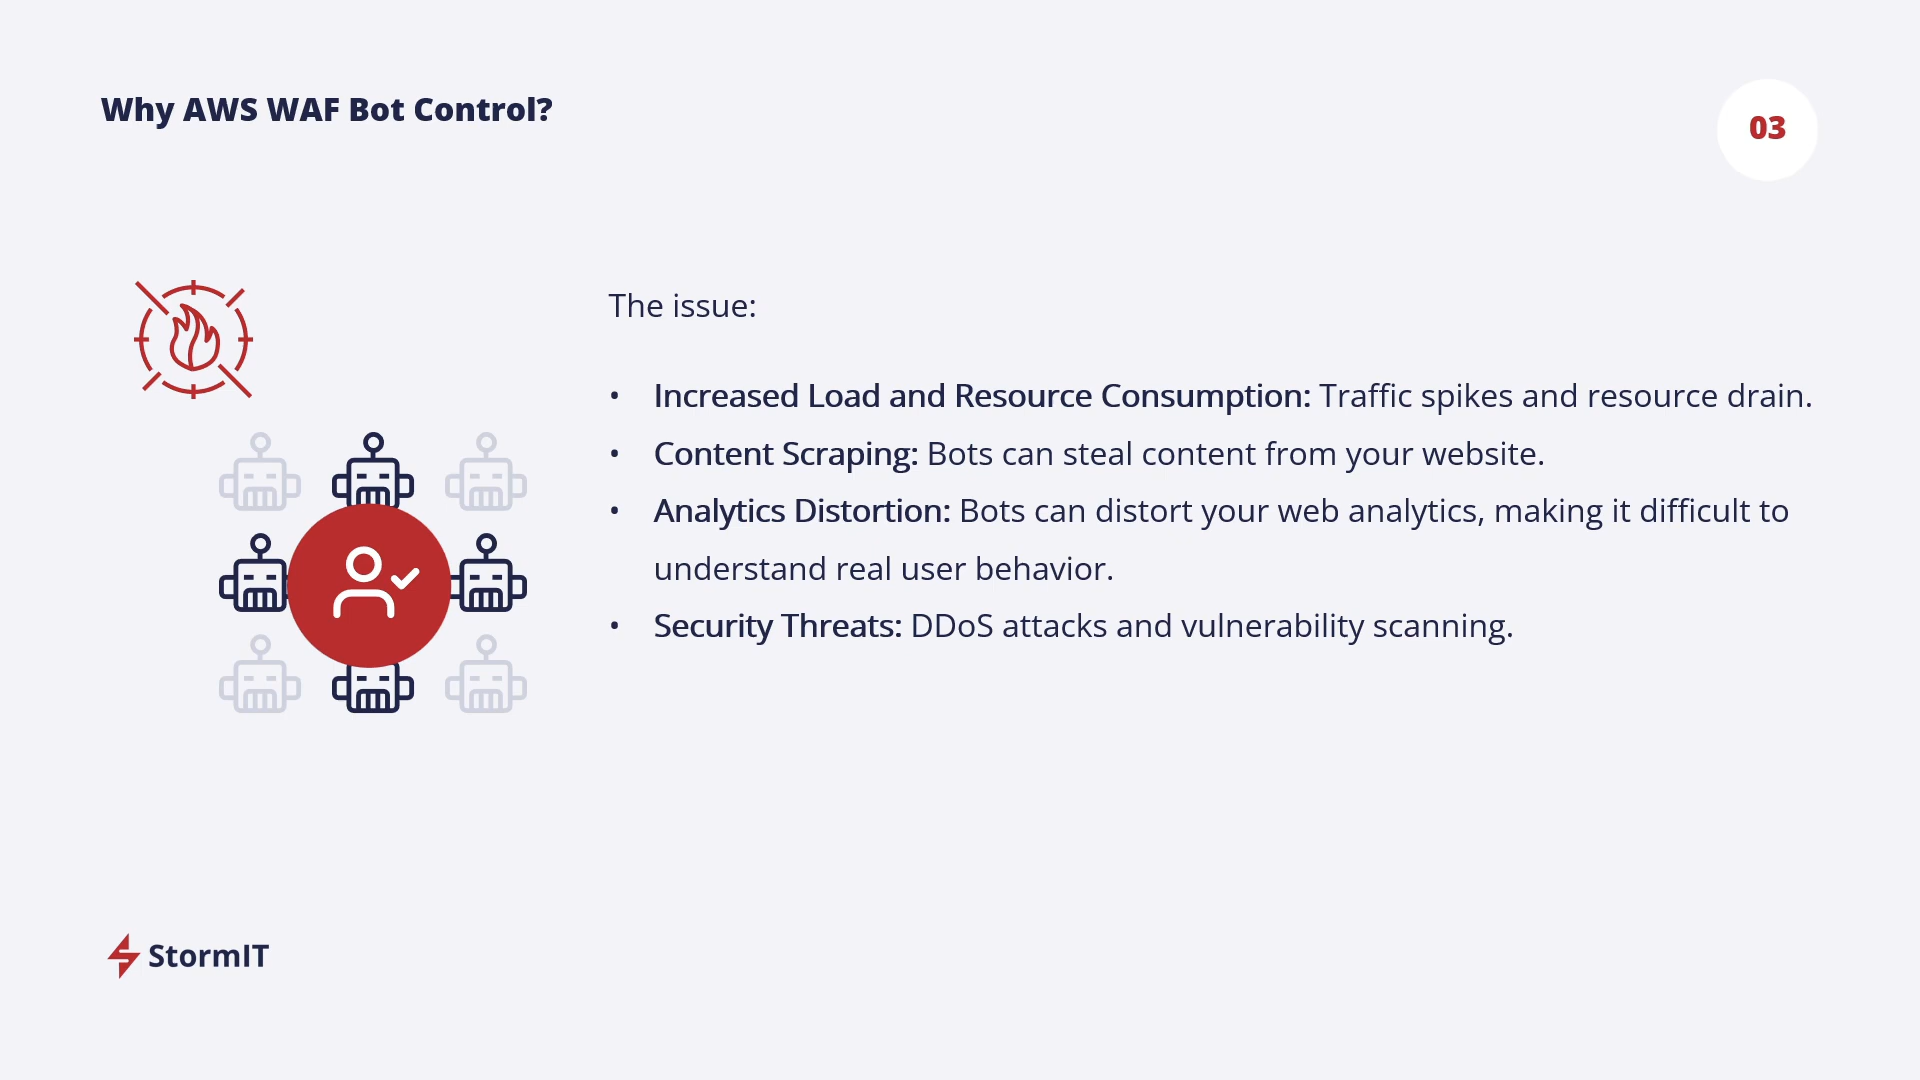 Why AWS WAF Bot Control?
03
The issue:
• Increased Load and Resource Consumption: Traffic spikes and resource drain.
• Content Scraping: Bots can steal content from your website.
• Analytics Distortion: Bots can distort your web analytics, making it difficult to
understand real user behavior.
• Security Threats: DDoS attacks and vulnerability scanning.
StormIT